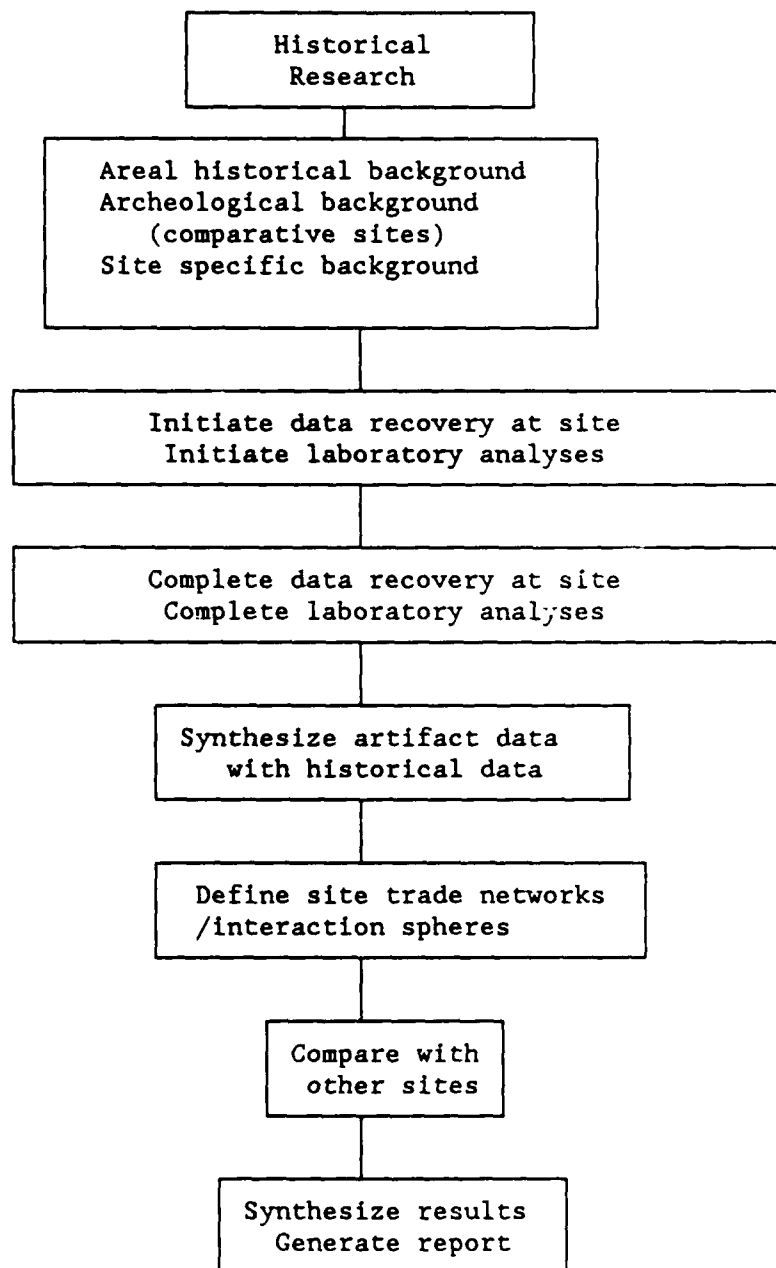 Historical
Research
Areal historical background
Archeological background
(comparative sites)
Site specific background
Initiate data recovery at site
Initiate laboratory analyses
Complete data recovery at site
Complete laboratory analyses
Synthesize artifact data
with historical data
Define site trade networks
/interaction spheres
Compare with
other sites
Synthesize results
Generate report